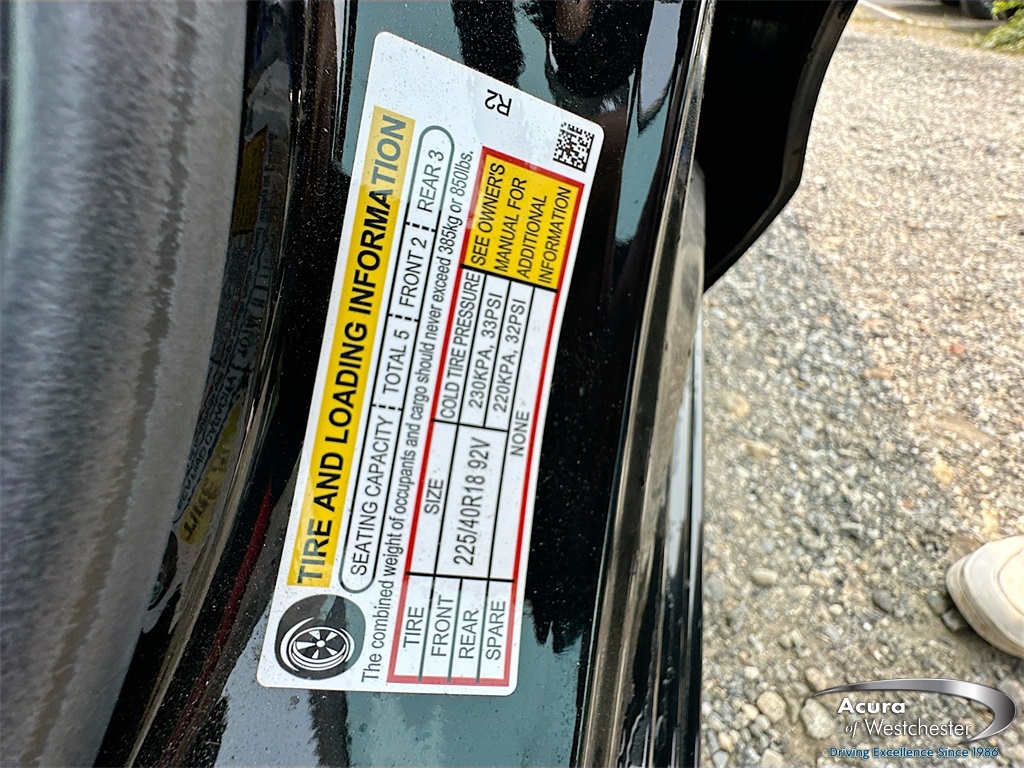 TIRE AND LOADING INFORMATION
SEATING CAPACITY TOTAL 5 FRONT 2 REAR 3
The combined weight of occupants and cargo should never exceed 385kg or 850lbs.
TIRE SIZE COLD TIRE PRESSURE
FRONT 225/40R18 92V 230KPA, 33PSI
REAR 220KPA, 32PSI
SPARE NONE
SEE OWNER'S
MANUAL FOR
ADDITIONAL
INFORMATION
R2
Acura
of Westchester
Driving Excellence Since 1986